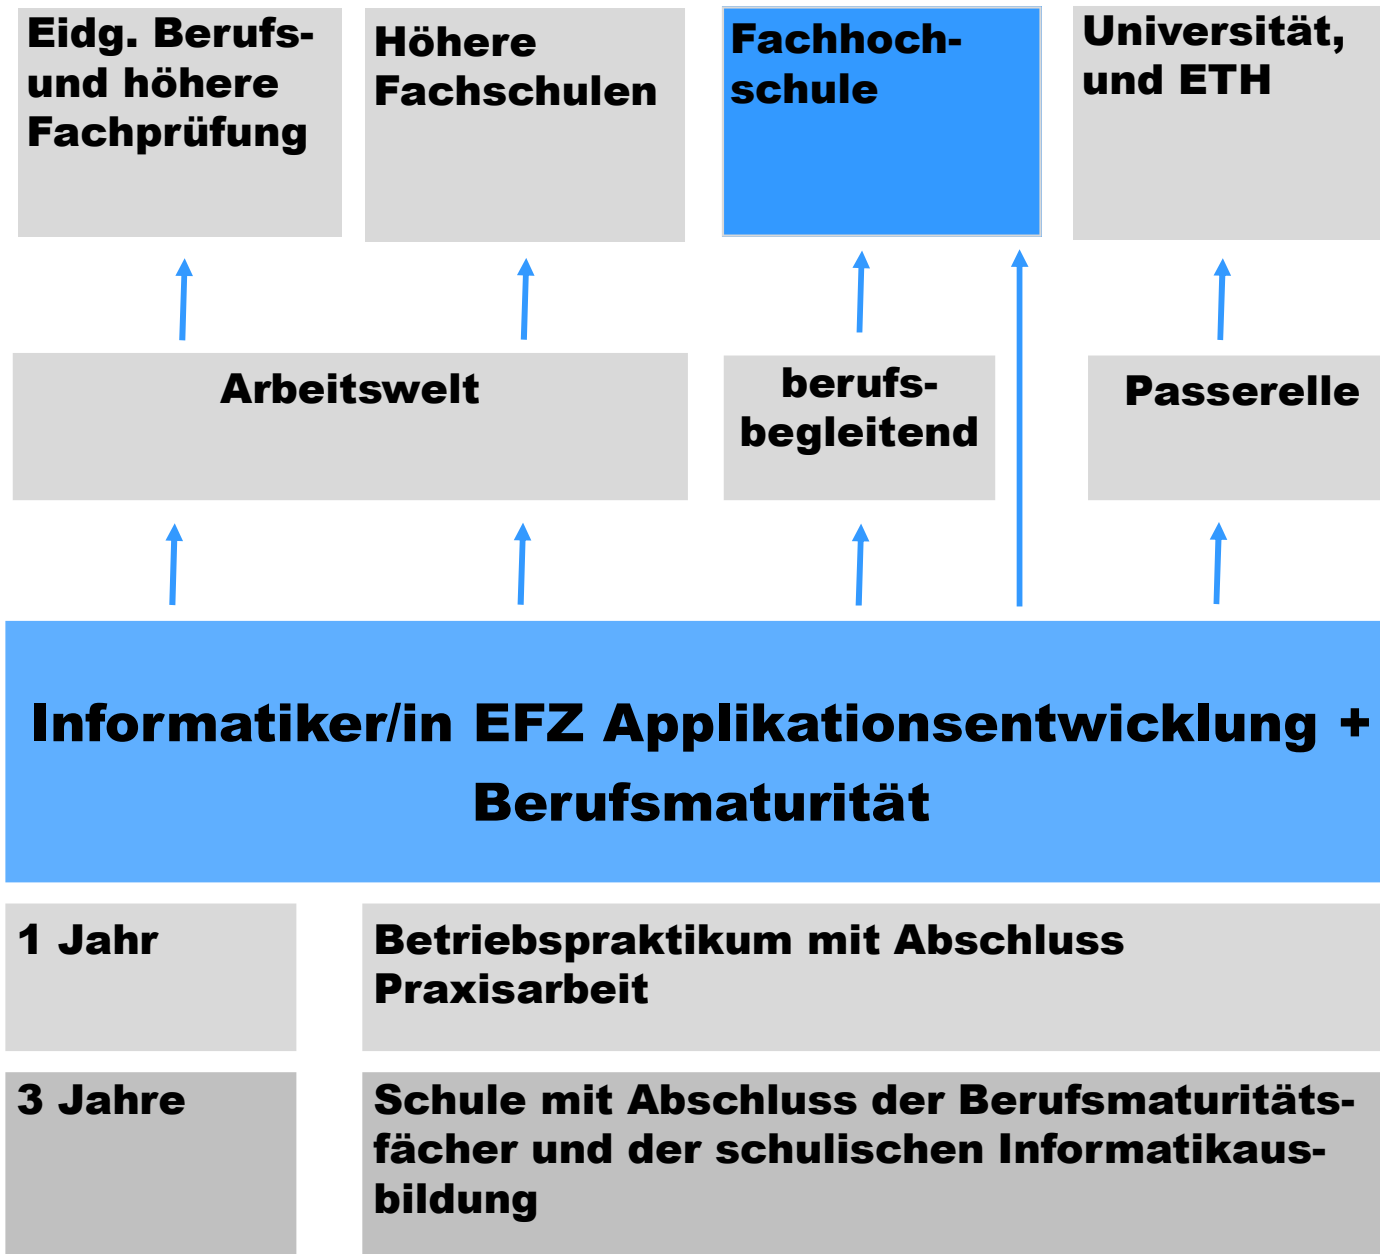 Eidg. Berufs-
und höhere
Fachprüfung
Höhere
Fachschulen
Fachhoch-
schule
Universität,
und ETH
Arbeitswelt
berufs-
begleitend
Passerelle
Informatiker/in EFZ Applikationsentwicklung +
Berufsmaturität
1 Jahr
Betriebspraktikum mit Abschluss
Praxisarbeit
3 Jahre
Schule mit Abschluss der Berufsmaturitäts-
fächer und der schulischen Informatikaus-
bildung